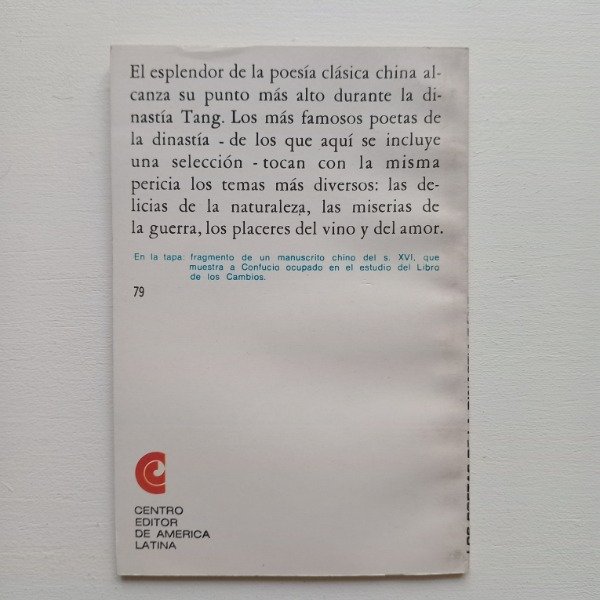 El esplendor de la poesía clásica china al-
canza su punto más alto durante la di-
nastía Tang. Los más famosos poetas de
la dinastía - de los que aquí se incluye
una selección - tocan con la misma
pericia los temas más diversos: las de-
licias de la naturaleza, las miserias de
la guerra, los placeres del vino y del amor.
En la tapa: fragmento de un manuscrito chino del s. XVI, que
muestra a Confucio ocupado en el estudio del Libro
de los Cambios.
79
CENTRO
EDITOR
DE AMERICA
LATINA